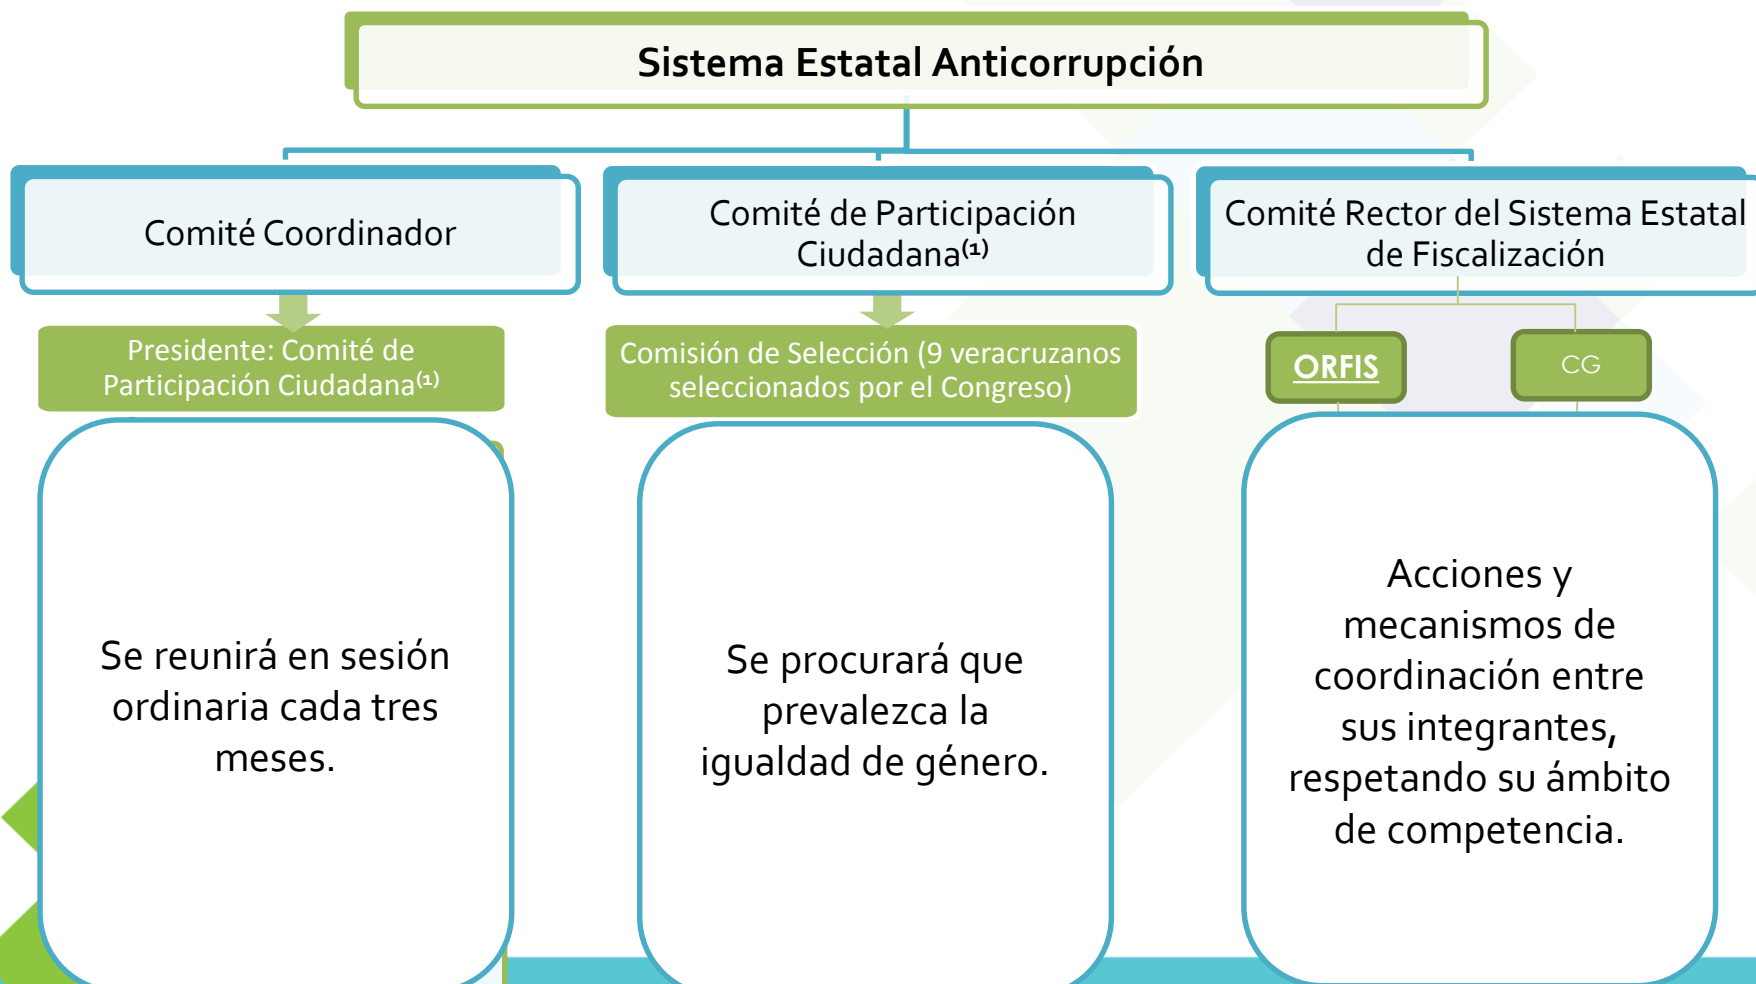 Sistema Estatal Anticorrupción
Comité Coordinador
Presidente: Comité de
Participación Ciudadana⁽¹⁾
Se reunirá en sesión
ordinaria cada tres
meses.
Comité de Participación
Ciudadana⁽¹⁾
Comisión de Selección (9 veracruzanos
seleccionados por el Congreso)
Se procurará que
prevalezca la
igualdad de género.
Comité Rector del Sistema Estatal
de Fiscalización
ORFIS
CG
Acciones y
mecanismos de
coordinación entre
sus integrantes,
respetando su ámbito
de competencia.